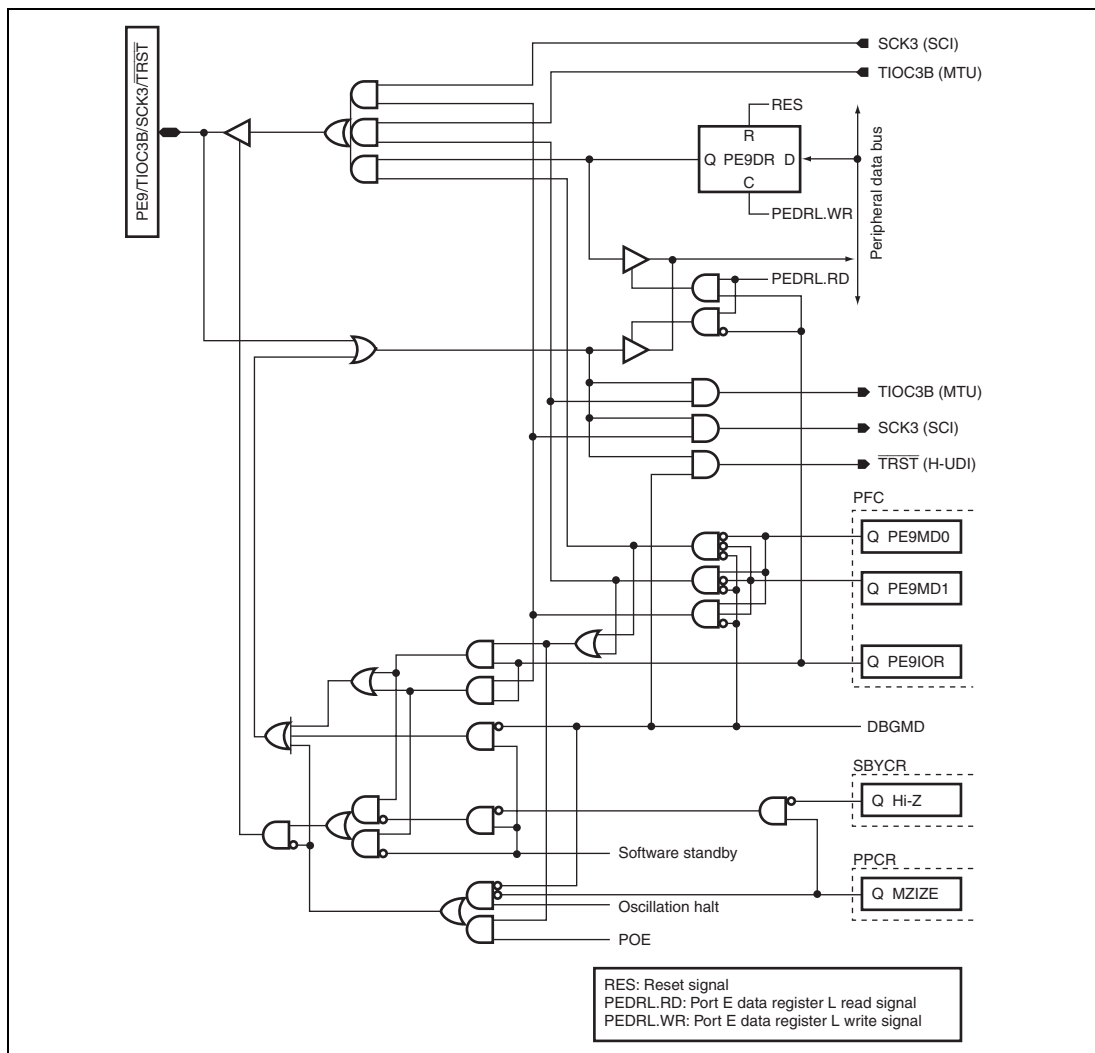 PE9/TIOC3B/SCK3/T̅R̅S̅T̅
SCK3 (SCI)
TIOC3B (MTU)
RES
R
Q PE9DR D
C
PEDRL.WR
Peripheral data bus
PEDRL.RD
TIOC3B (MTU)
SCK3 (SCI)
T̅R̅S̅T̅ (H-UDI)
PFC
Q PE9MD0
Q PE9MD1
Q PE9IOR
DBGMD
SBYCR
Q Hi-Z
Software standby
PPCR
Q MZIZE
Oscillation halt
POE
RES: Reset signal
PEDRL.RD: Port E data register L read signal
PEDRL.WR: Port E data register L write signal